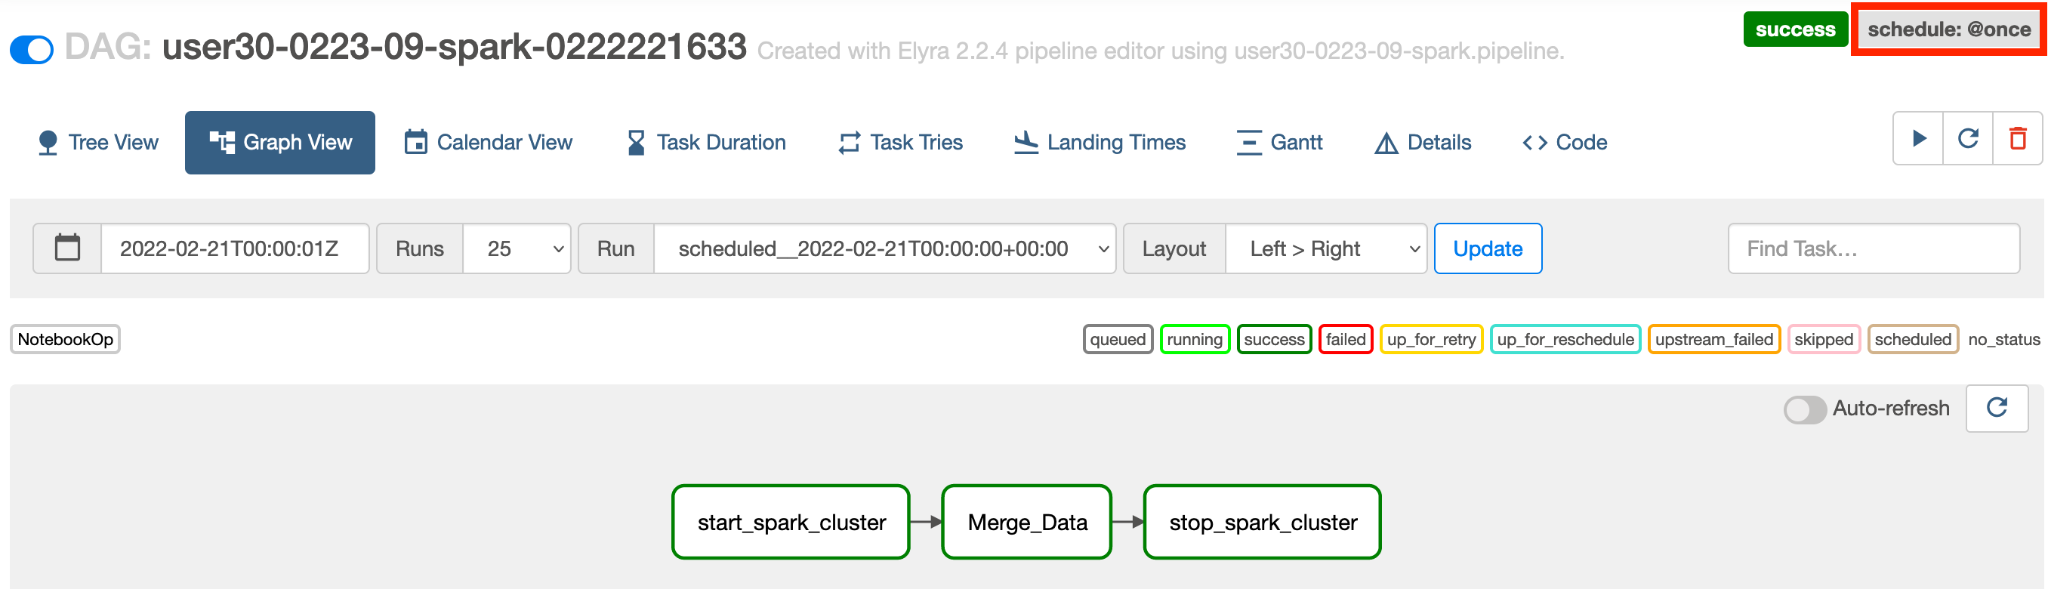 DAG: user30-0223-09-spark-0222221633 Created with Elyra 2.2.4 pipeline editor using user30-0223-09-spark.pipeline. success schedule: @once
Tree View Graph View Calendar View Task Duration Task Tries Landing Times Gantt Details Code
2022-02-21T00:00:01Z Runs 25 Run scheduled__2022-02-21T00:00:00+00:00 Layout Left > Right Update Find Task...
NotebookOp queued running success failed up_for_retry up_for_reschedule upstream_failed skipped scheduled no_status
Auto-refresh
start_spark_cluster Merge_Data stop_spark_cluster